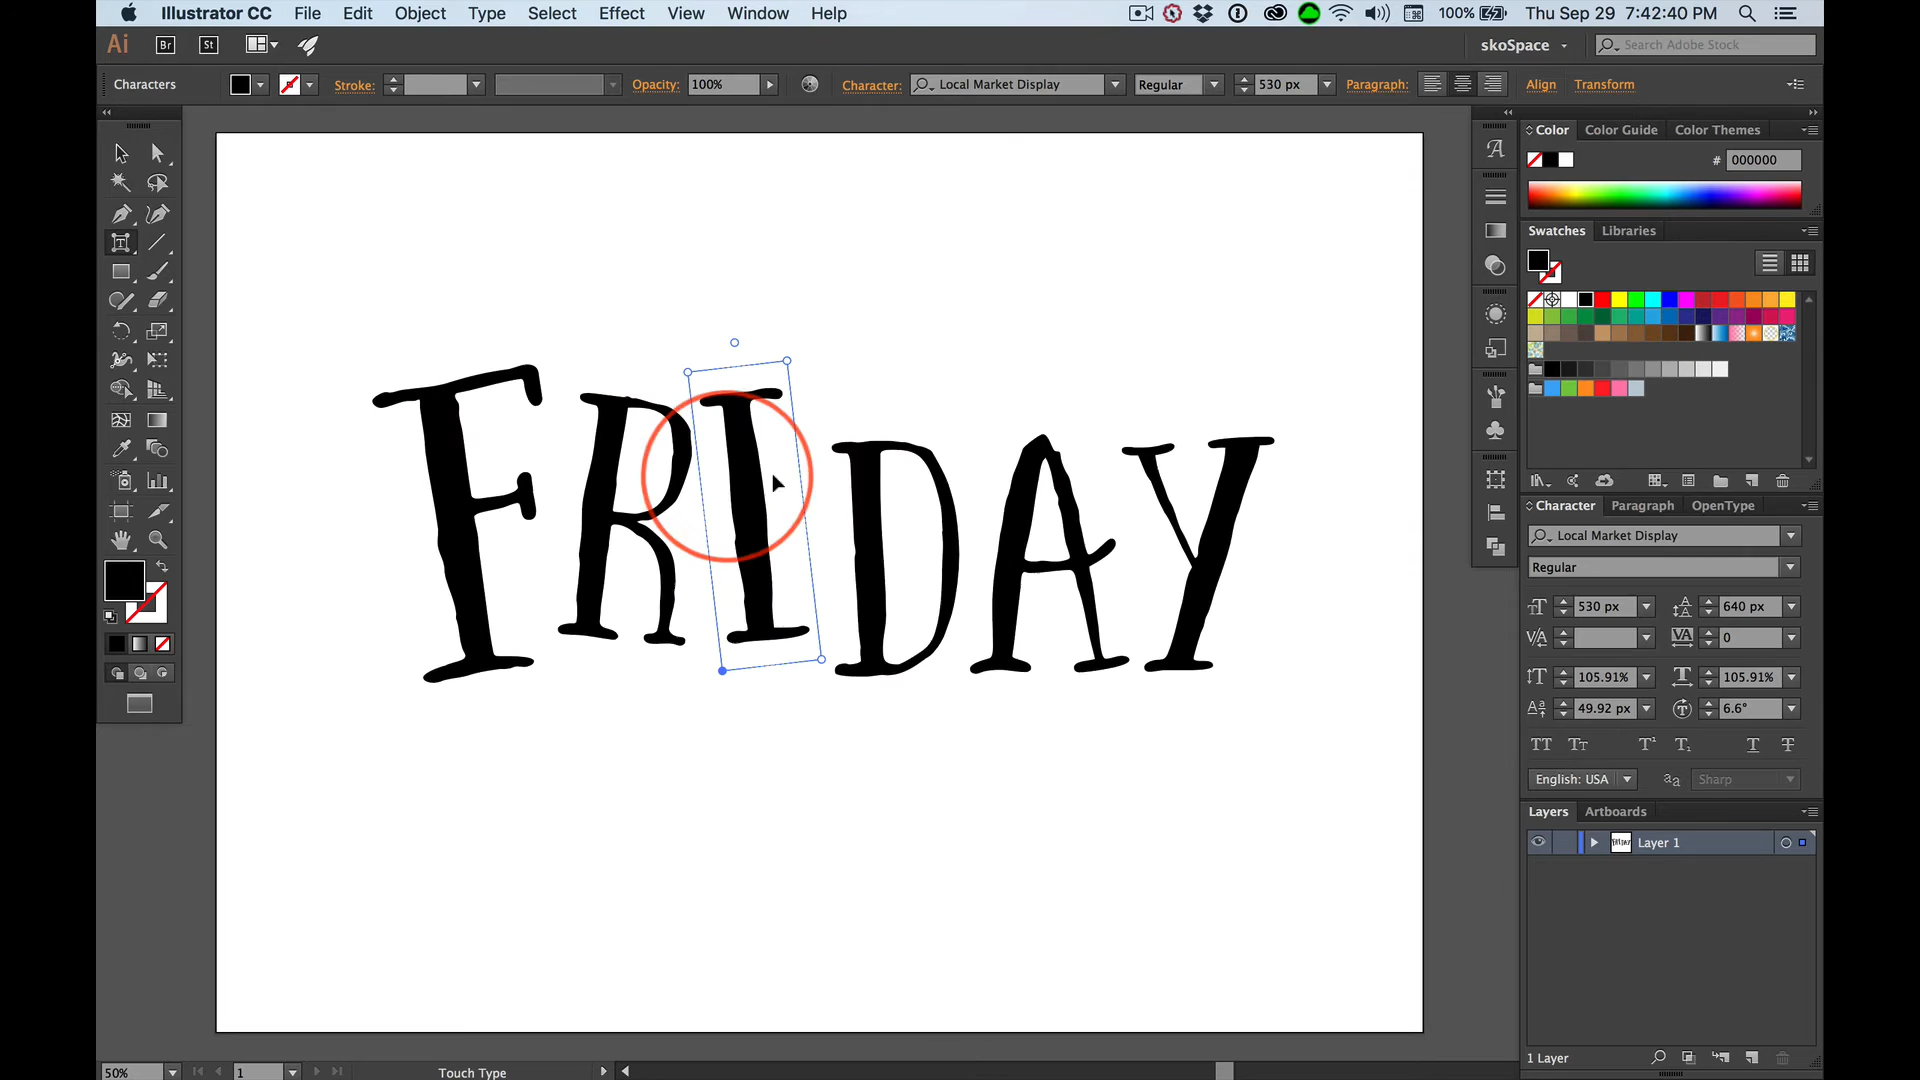 Illustrator CC File Edit Object Type Select Effect View Window Help 100% Thu Sep 29 7:42:40 PM
Ai Br St skoSpace Search Adobe Stock
Characters Stroke: Opacity: 100% Character: Local Market Display Regular 530 px Paragraph: Align Transform
Color Color Guide Color Themes
# 000000
Swatches Libraries
FRIDAY
Character Paragraph OpenType
Local Market Display
Regular
530 px 640 px
0
105.91% 105.91%
49.92 px 6.6°
English: USA Sharp
Layers Artboards
Layer 1
1 Layer
50% 1 Touch Type